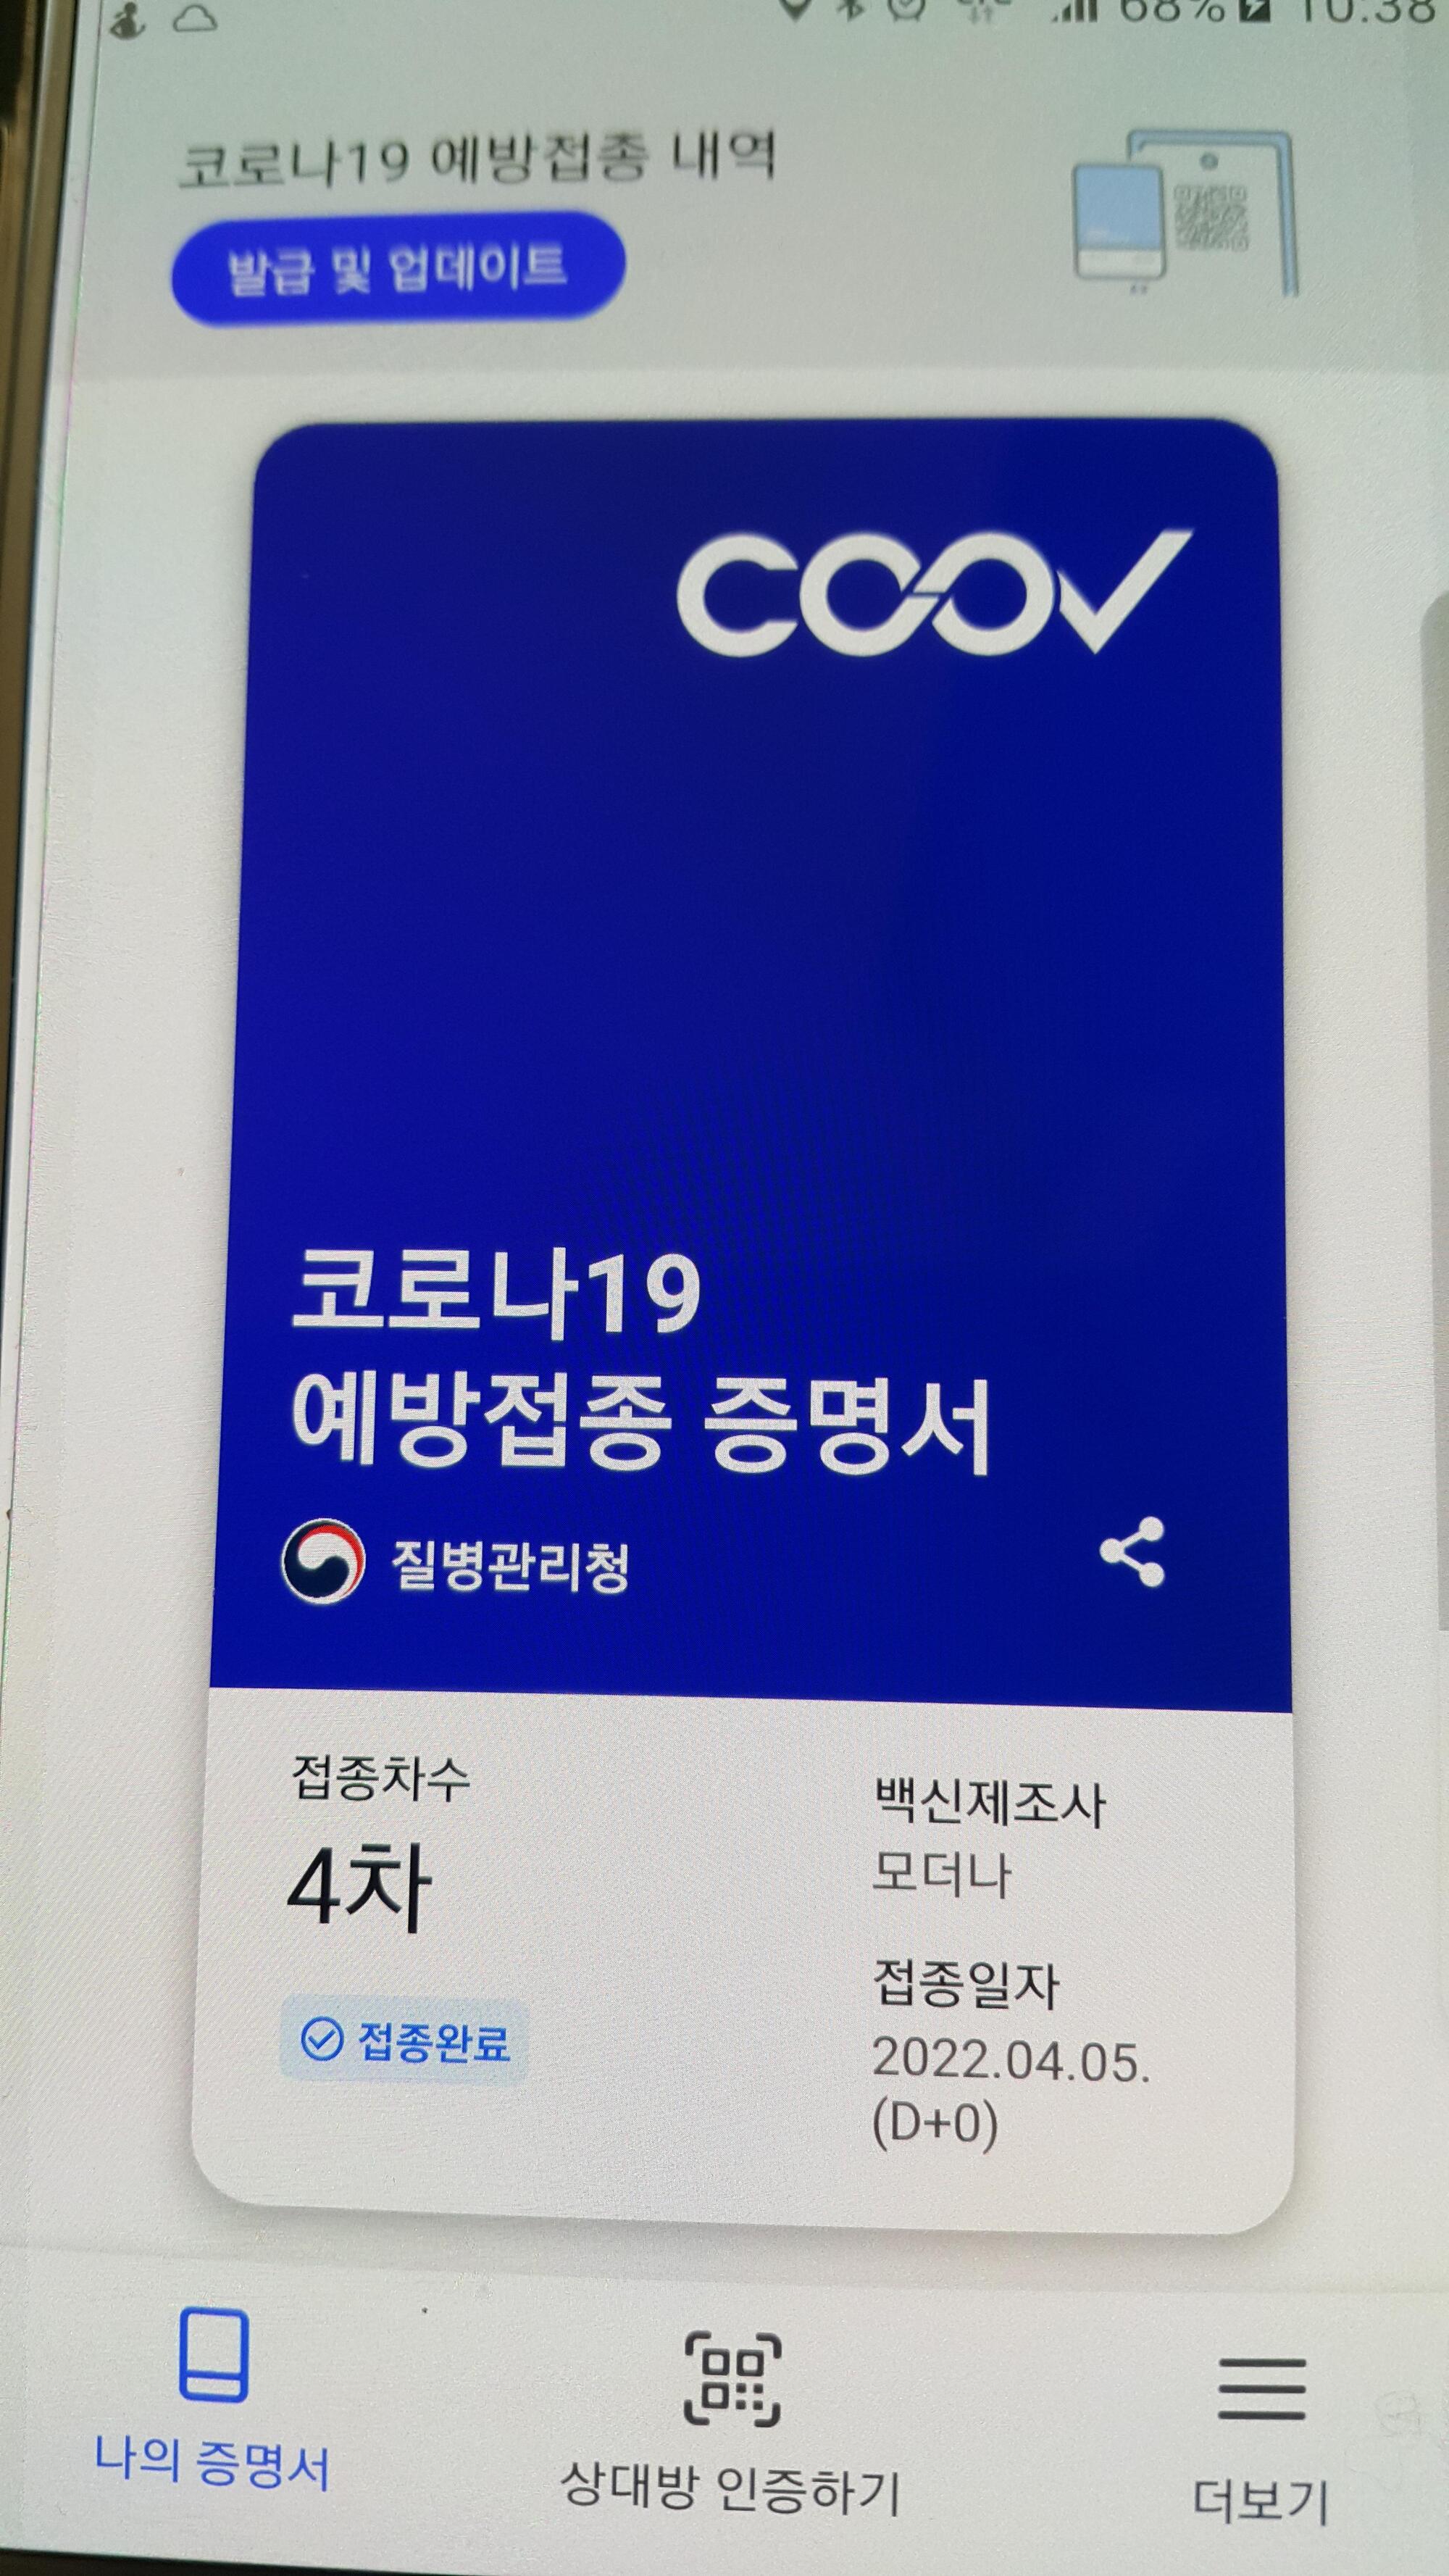 68% 10:38
코로나19 예방접종 내역
발급 및 업데이트
COOV
코로나19
예방접종 증명서
질병관리청
접종차수
4차
접종완료
백신제조사
모더나
접종일자
2022.04.05.
(D+0)
나의 증명서
상대방 인증하기
더보기